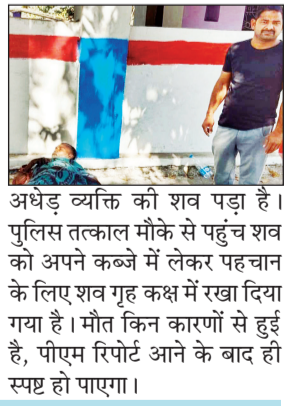 अधेड़ व्यक्ति की शव पड़ा है।
पुलिस तत्काल मौके से पहुंच शव
को अपने कब्जे में लेकर पहचान
के लिए शव गृह कक्ष में रखा दिया
गया है। मौत किन कारणों से हुई
है, पीएम रिपोर्ट आने के बाद ही
स्पष्ट हो पाएगा।